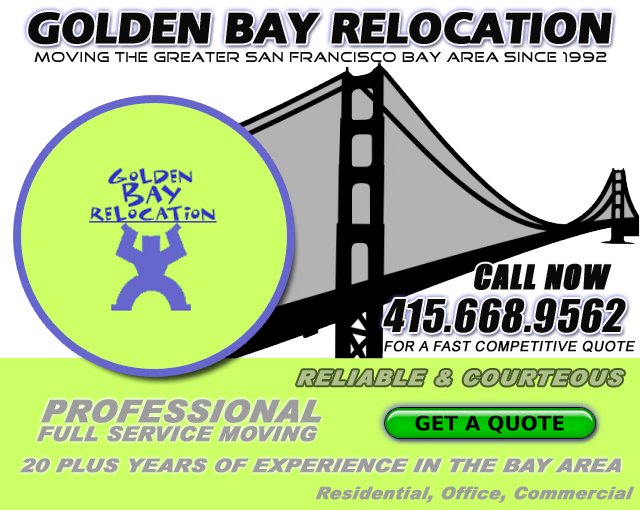 GOLDEN BAY RELOCATION
MOVING THE GREATER SAN FRANCISCO BAY AREA SINCE 1992
GOLDEN
BAY
RELOCATION
CALL NOW
415.668.9562
FOR A FAST COMPETITIVE QUOTE
RELIABLE & COURTEOUS
PROFESSIONAL
FULL SERVICE MOVING
GET A QUOTE
20 PLUS YEARS OF EXPERIENCE IN THE BAY AREA
Residential, Office, Commercial